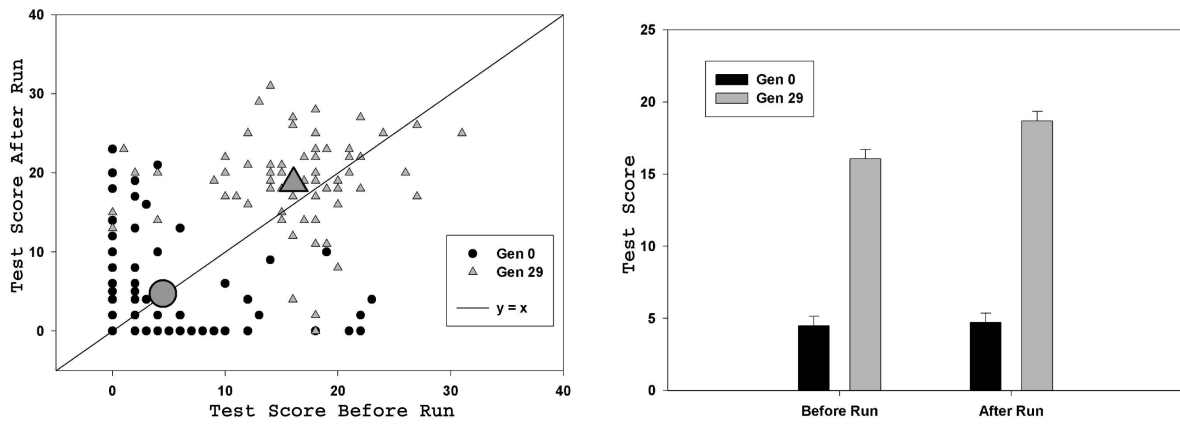 40
30
20
10
0
Test Score After Run
0 10 20 30 40
Test Score Before Run
Gen 0
Gen 29
y = x
25
20
15
10
5
0
Test Score
Gen 0
Gen 29
Before Run After Run